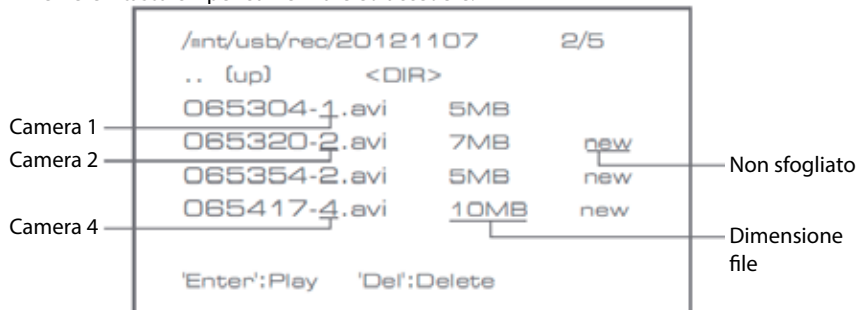 /mnt/usb/rec/20121107 2/5
.. (up) <DIR>
065304-1.avi 5MB
Camera 1
065320-2.avi 7MB new
Camera 2
Non sfogliato
065354-2.avi 5MB new
065417-4.avi 10MB new
Camera 4
Dimensione
file
'Enter':Play 'Del':Delete